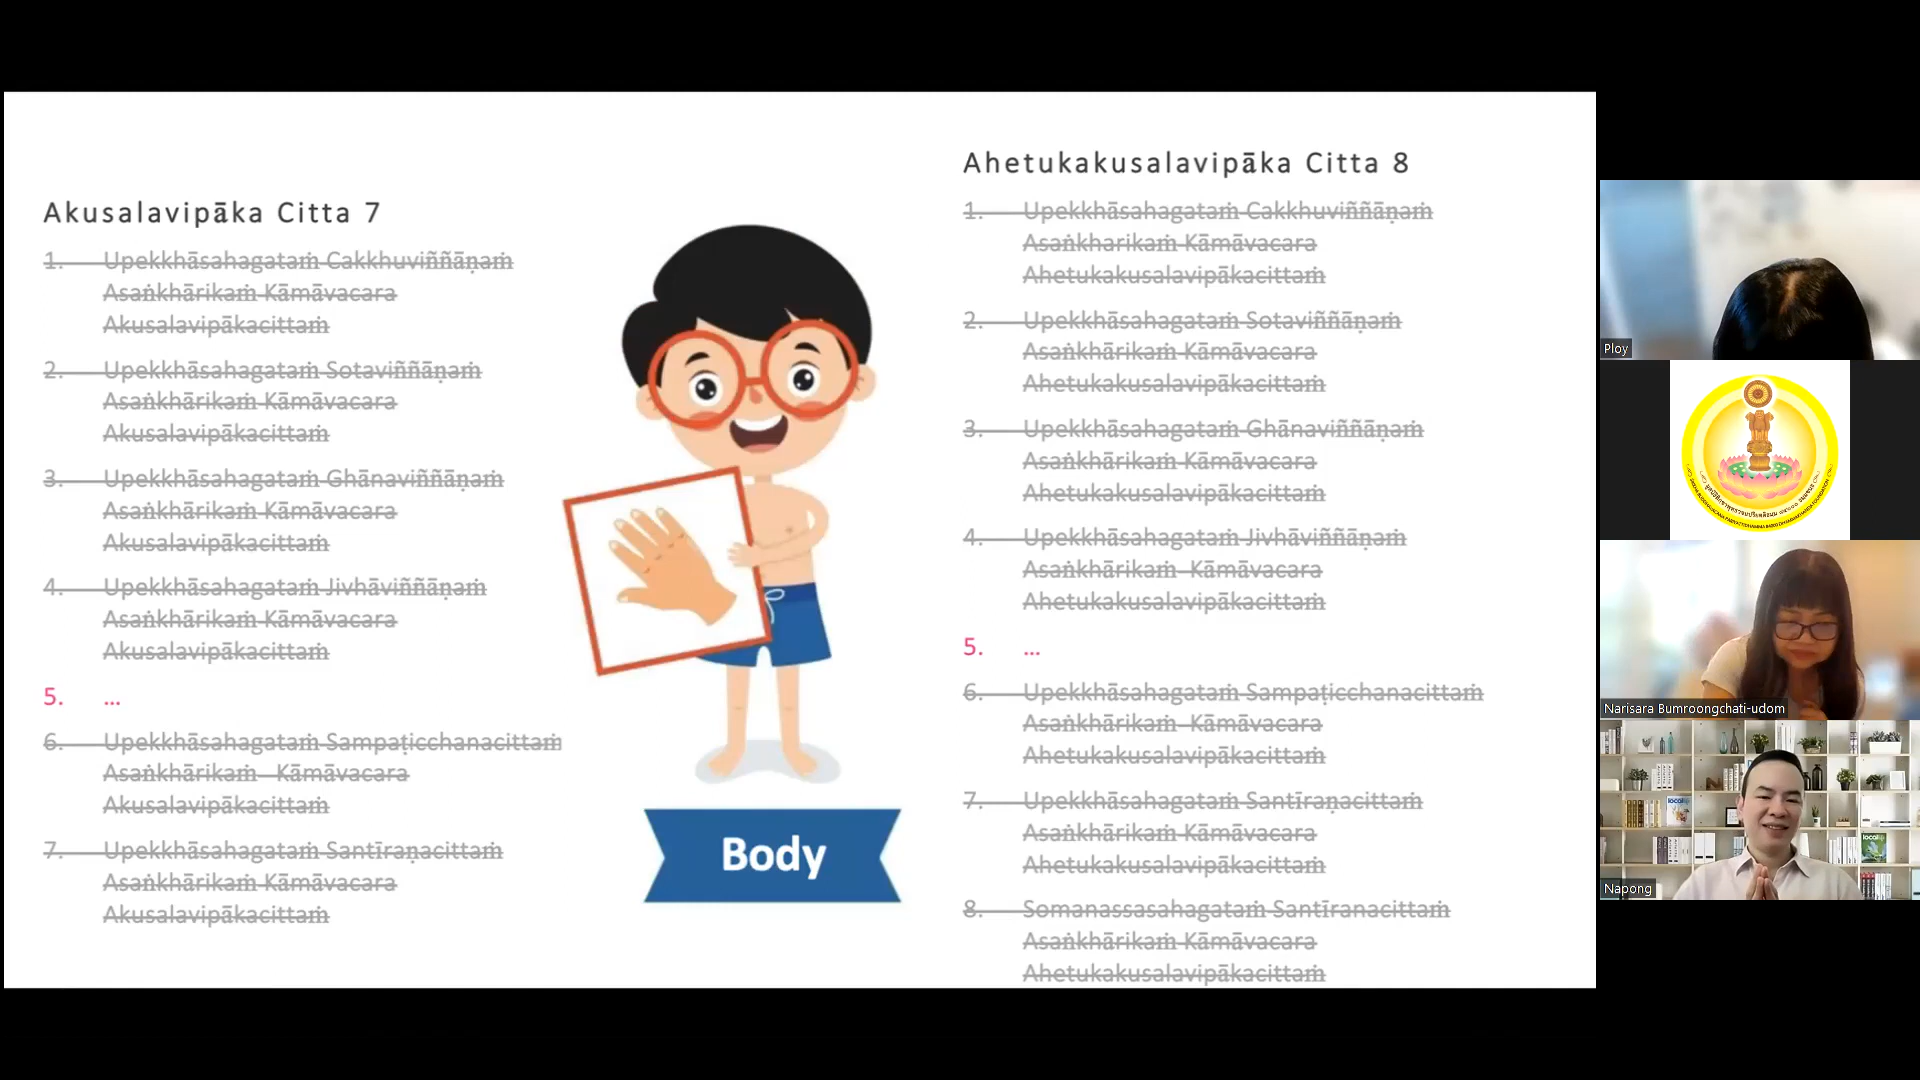 Akusalavipāka Citta 7
1. Upekkhāsahagataṁ Cakkhuviññāṇaṁ
Asaṅkhārikaṁ Kāmāvacara
Akusalavipākacittaṁ
2. Upekkhāsahagataṁ Sotaviññāṇaṁ
Asaṅkhārikaṁ Kāmāvacara
Akusalavipākacittaṁ
3. Upekkhāsahagataṁ Ghānaviññāṇaṁ
Asaṅkhārikaṁ Kāmāvacara
Akusalavipākacittaṁ
4. Upekkhāsahagataṁ Jivhāviññāṇaṁ
Asaṅkhārikaṁ Kāmāvacara
Akusalavipākacittaṁ
5. ...
6. Upekkhāsahagataṁ Sampaṭicchanacittaṁ
Asaṅkhārikaṁ Kāmāvacara
Akusalavipākacittaṁ
7. Upekkhāsahagataṁ Santīraṇacittaṁ
Asaṅkhārikaṁ Kāmāvacara
Akusalavipākacittaṁ
Body
Ahetukakusalavipāka Citta 8
1. Upekkhāsahagataṁ Cakkhuviññāṇaṁ
Asaṅkharikaṁ Kāmāvacara
Ahetukakusalavipākacittaṁ
2. Upekkhāsahagataṁ Sotaviññāṇaṁ
Asaṅkhārikaṁ Kāmāvacara
Ahetukakusalavipākacittaṁ
3. Upekkhāsahagataṁ Ghānaviññāṇaṁ
Asaṅkhārikaṁ Kāmāvacara
Ahetukakusalavipākacittaṁ
4. Upekkhāsahagataṁ Jivhāviññāṇaṁ
Asaṅkhārikaṁ Kāmāvacara
Ahetukakusalavipākacittaṁ
5. ...
6. Upekkhāsahagataṁ Sampaṭicchanacittaṁ
Asaṅkhārikaṁ Kāmāvacara
Ahetukakusalavipākacittaṁ
7. Upekkhāsahagataṁ Santīraṇacittaṁ
Asaṅkhārikaṁ Kāmāvacara
Ahetukakusalavipākacittaṁ
8. Somanassasahagataṁ Santīranacittaṁ
Asaṅkhārikaṁ Kāmāvacara
Ahetukakusalavipākacittaṁ
Ploy
Narisara Bumroongchati-udom
local
local
Napong